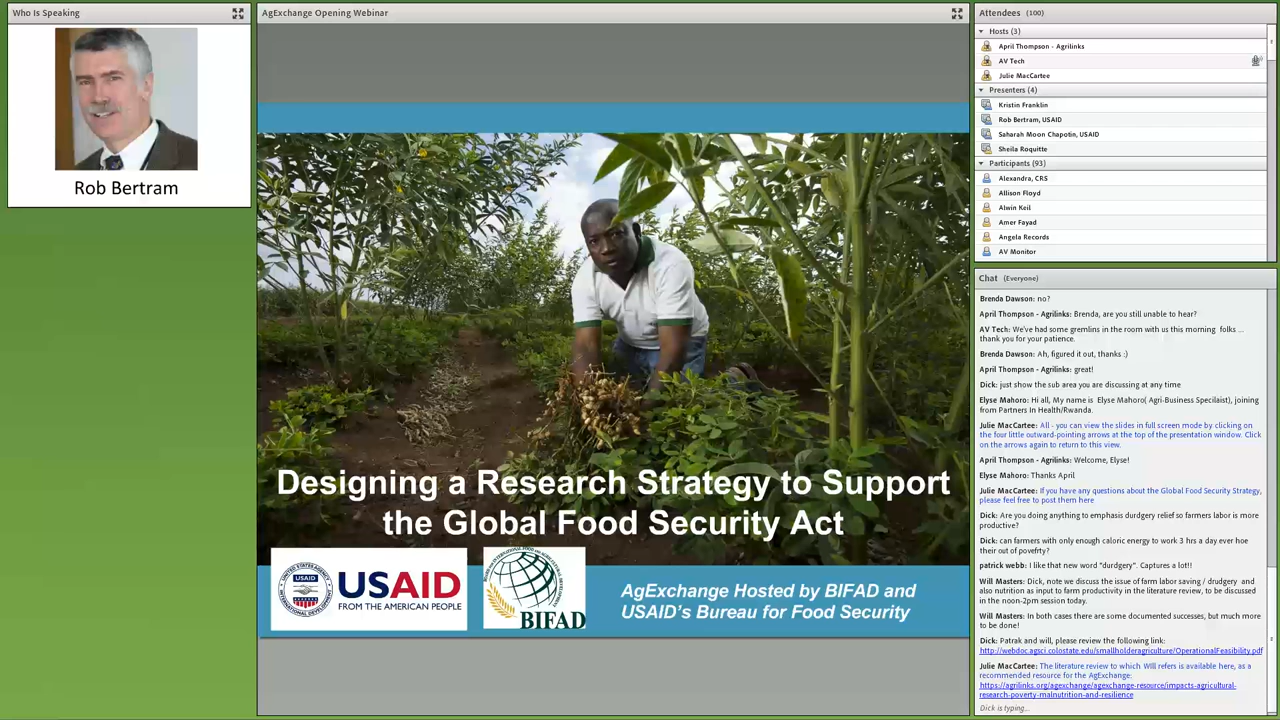 Who Is Speaking
Rob Bertram
AgExchange Opening Webinar
Designing a Research Strategy to Support
the Global Food Security Act
USAID
FROM THE AMERICAN PEOPLE
BIFAD
AgExchange Hosted by BIFAD and
USAID's Bureau for Food Security
Attendees (100)
Hosts (3)
April Thompson - Agrilinks
AV Tech
Julie MacCartee
Presenters (4)
Kristin Franklin
Rob Bertram, USAID
Saharah Moon Chapotin, USAID
Sheila Roquitte
Participants (93)
Alexandra, CRS
Allison Floyd
Alwin Keil
Amer Fayad
Angela Records
AV Monitor
Chat (Everyone)
Brenda Dawson: no?
April Thompson - Agrilinks: Brenda, are you still unable to hear?
AV Tech: We've had some gremlins in the room with us this morning folks ...
thank you for your patience.
Brenda Dawson: Ah, figured it out, thanks :)
April Thompson - Agrilinks: great!
Dick: just show the sub area you are discussing at any time
Elyse Mahoro: Hi all, My name is Elyse Mahoro( Agri-Business Specilaist), joining
from Partners In Health/Rwanda.
Julie MacCartee: All - you can view the slides in full screen mode by clicking on
the four little outward-pointing arrows at the top of the presentation window. Click
on the arrows again to return to this view.
April Thompson - Agrilinks: Welcome, Elyse!
Elyse Mahoro: Thanks April
Julie MacCartee: If you have any questions about the Global Food Security Strategy,
please feel free to post them here
Dick: Are you doing anything to emphasis durdgery relief so farmers labor is more
productive?
Dick: can farmers with only enough caloric energy to work 3 hrs a day ever hoe
their out of povefrty?
patrick webb: I like that new word "durdgery". Captures a lot!!
Will Masters: Dick, note we discuss the issue of farm labor saving / drudgery and
also nutrition as input to farm productivity in the literature review, to be discussed
in the noon-2pm session today.
Will Masters: In both cases there are some documented successes, but much more
to be done!
Dick: Patrak and will, please review the following link:
http://webdoc.agsci.colostate.edu/smallholderagriculture/OperationalFeasibility.pdf
Julie MacCartee: The literature review to which Will refers is available here, as a
recommended resource for the AgExchange:
https://agrilinks.org/agexchange/agexchange-resource/impacts-agricultural-
research-poverty-malnutrition-and-resilience
Dick is typing...